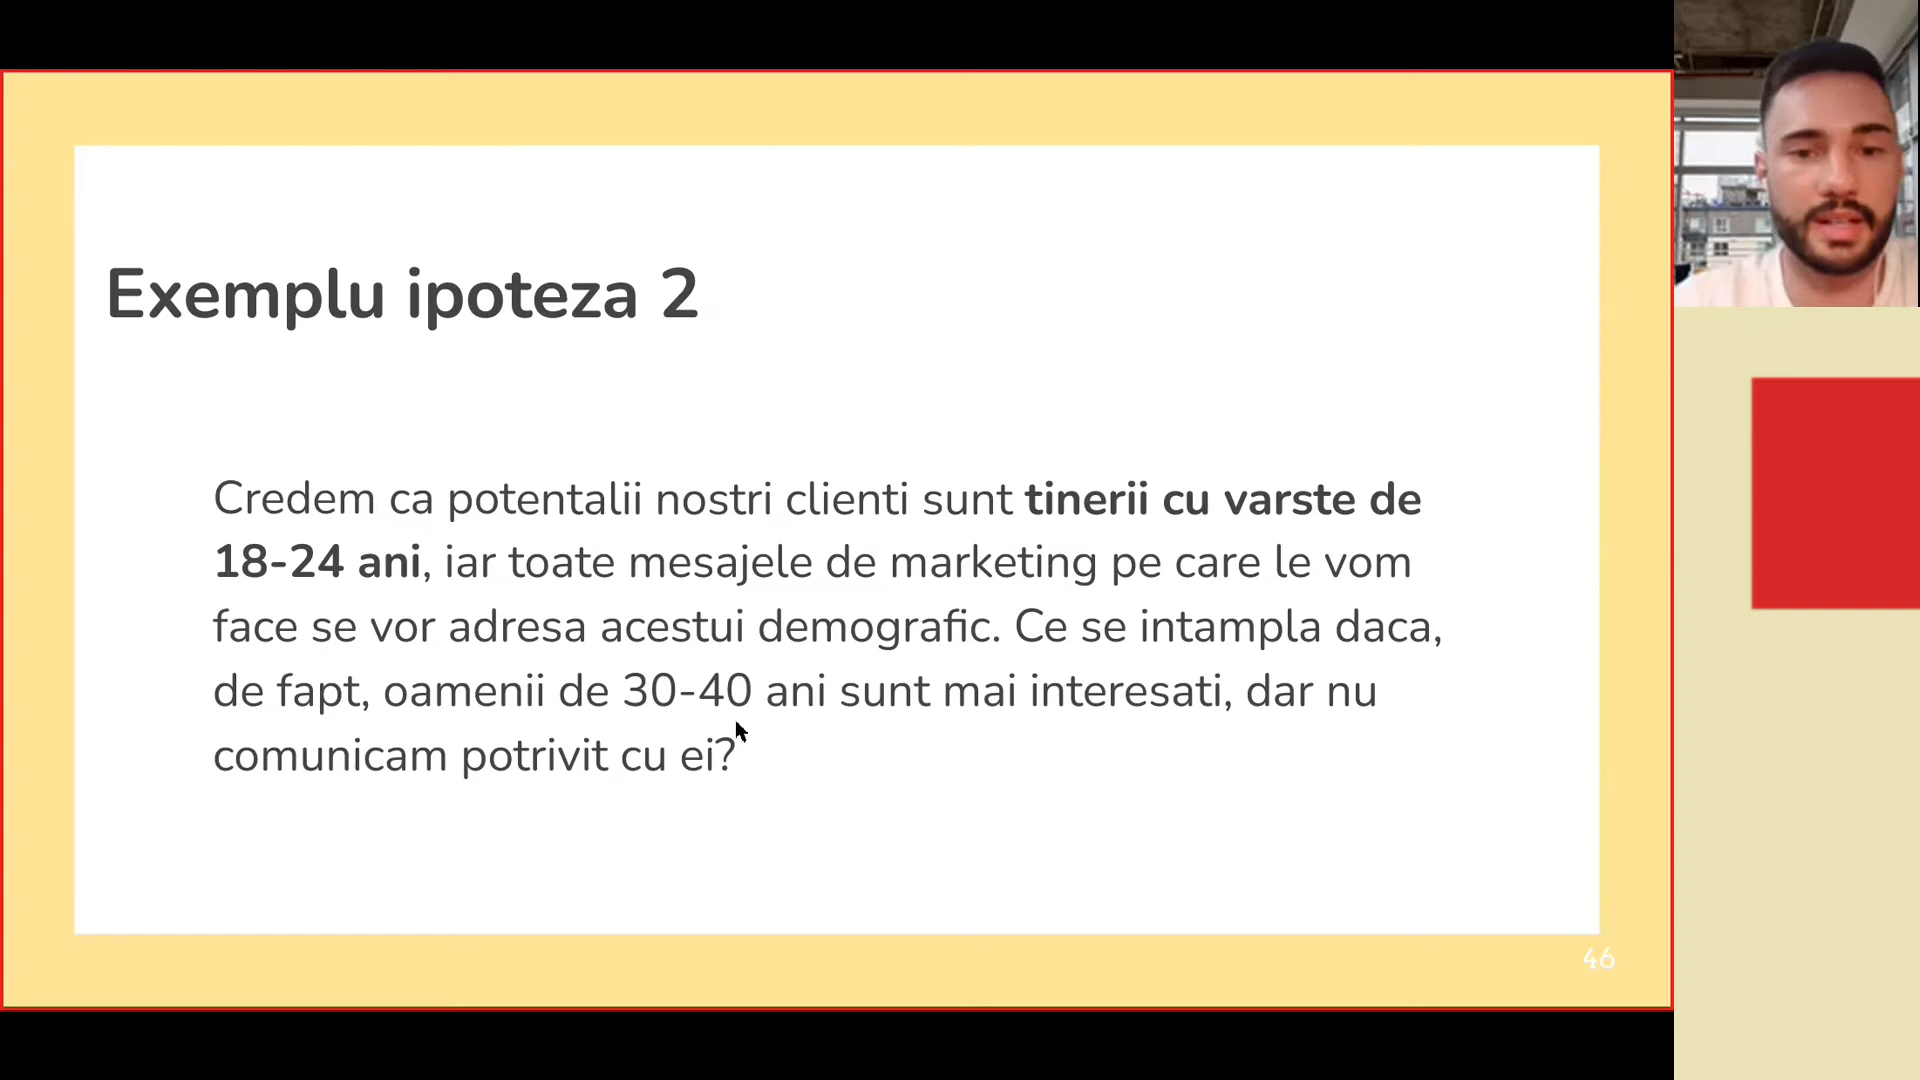 Exemplu ipoteza 2
Credem ca potentalii nostri clienti sunt tinerii cu varste de
18-24 ani, iar toate mesajele de marketing pe care le vom
face se vor adresa acestui demografic. Ce se intampla daca,
de fapt, oamenii de 30-40 ani sunt mai interesati, dar nu
comunicam potrivit cu ei?
46